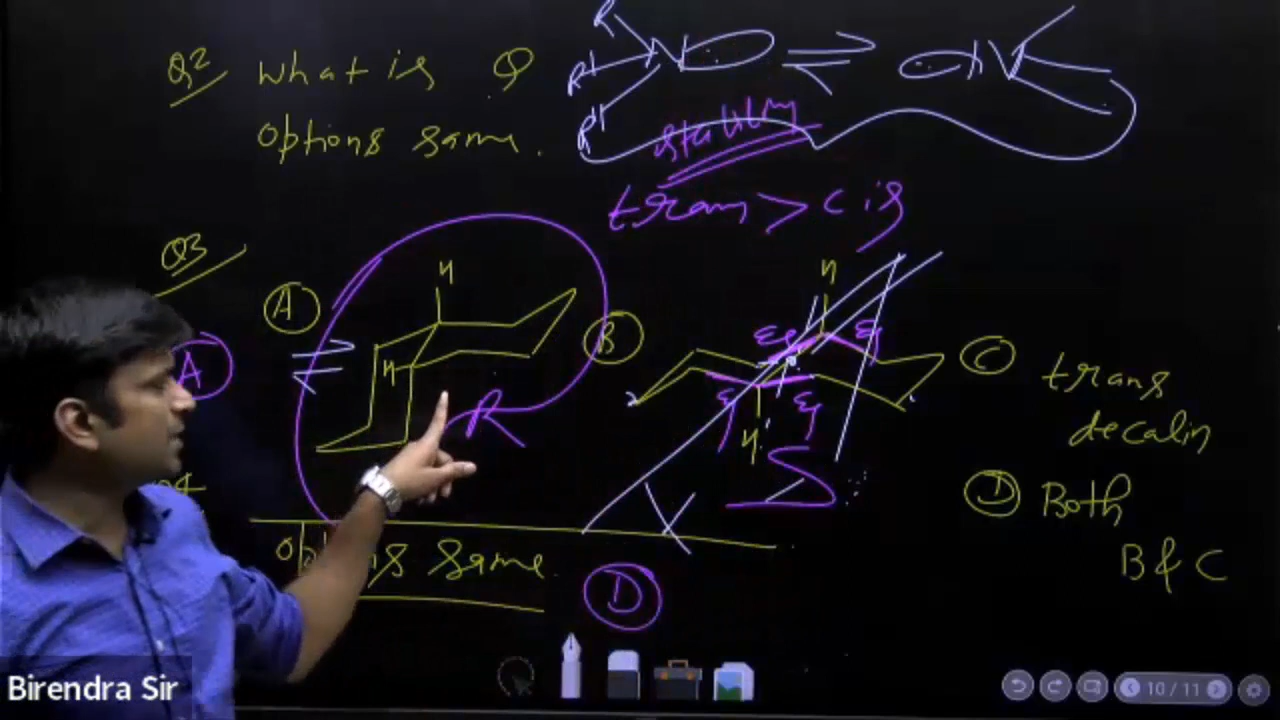 Q2 What is Q
options same.
R
R'
R"
N
N
stability
trans > cis
Q3
A
H
H
R
B
H
H
eq eq
eq eq
S
C trans
decalin
D Both
B & C
A
options same
D
Birendra Sir
10 / 11